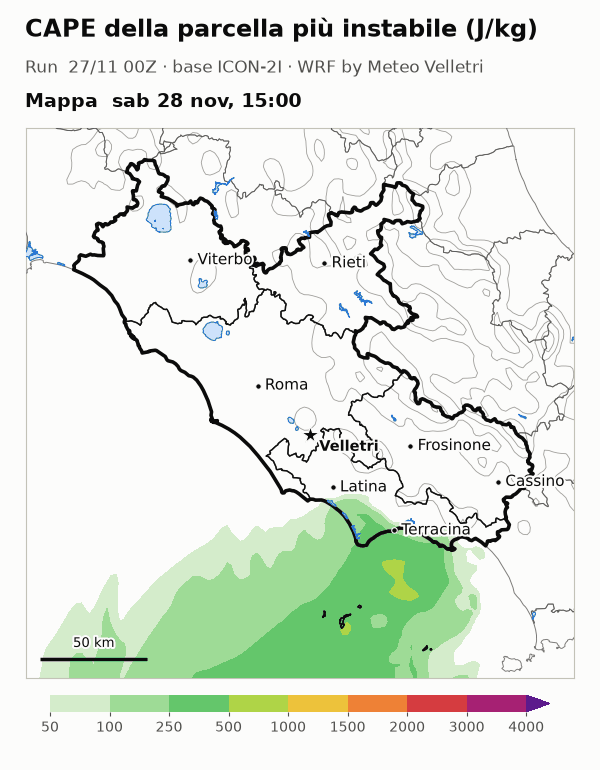 CAPE della parcella più instabile (J/kg)
Run  27/11 00Z · base ICON-2I · WRF by Meteo Velletri
Mappa  sab 28 nov, 15:00
Viterbo
Rieti
Roma
Velletri
Frosinone
Latina
Cassino
Terracina
50 km
50 100 250 500 1000 1500 2000 3000 4000